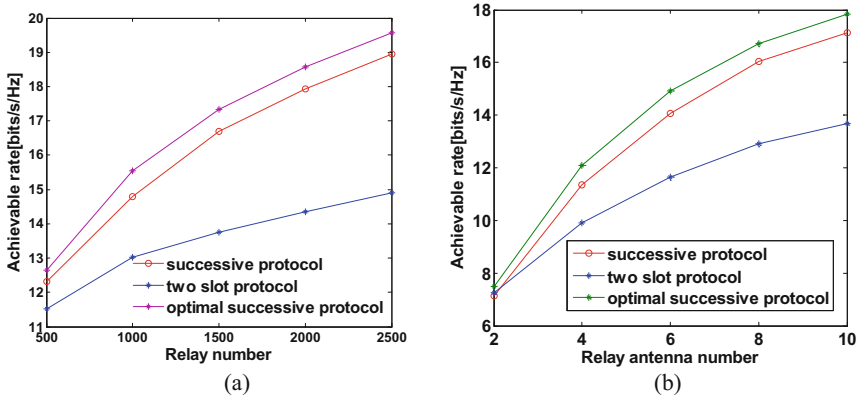 20
19
18
17
16
15
14
13
12
11
Achievable rate[bits/s/Hz]
successive protocol
two slot protocol
optimal successive protocol
500
1000
1500
2000
2500
Relay number
(a)
18
16
14
12
10
8
6
Achievable rate[bits/s/Hz]
successive protocol
two slot protocol
optimal successive protocol
2
4
6
8
10
Relay antenna number
(b)